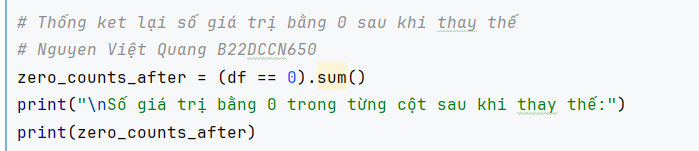 # Thống ket lại số giá trị bằng 0 sau khi thay thế
# Nguyen Việt Quang B22DCCN650
zero_counts_after = (df == 0).sum()
print("\nSố giá trị bằng 0 trong từng cột sau khi thay thế:")
print(zero_counts_after)